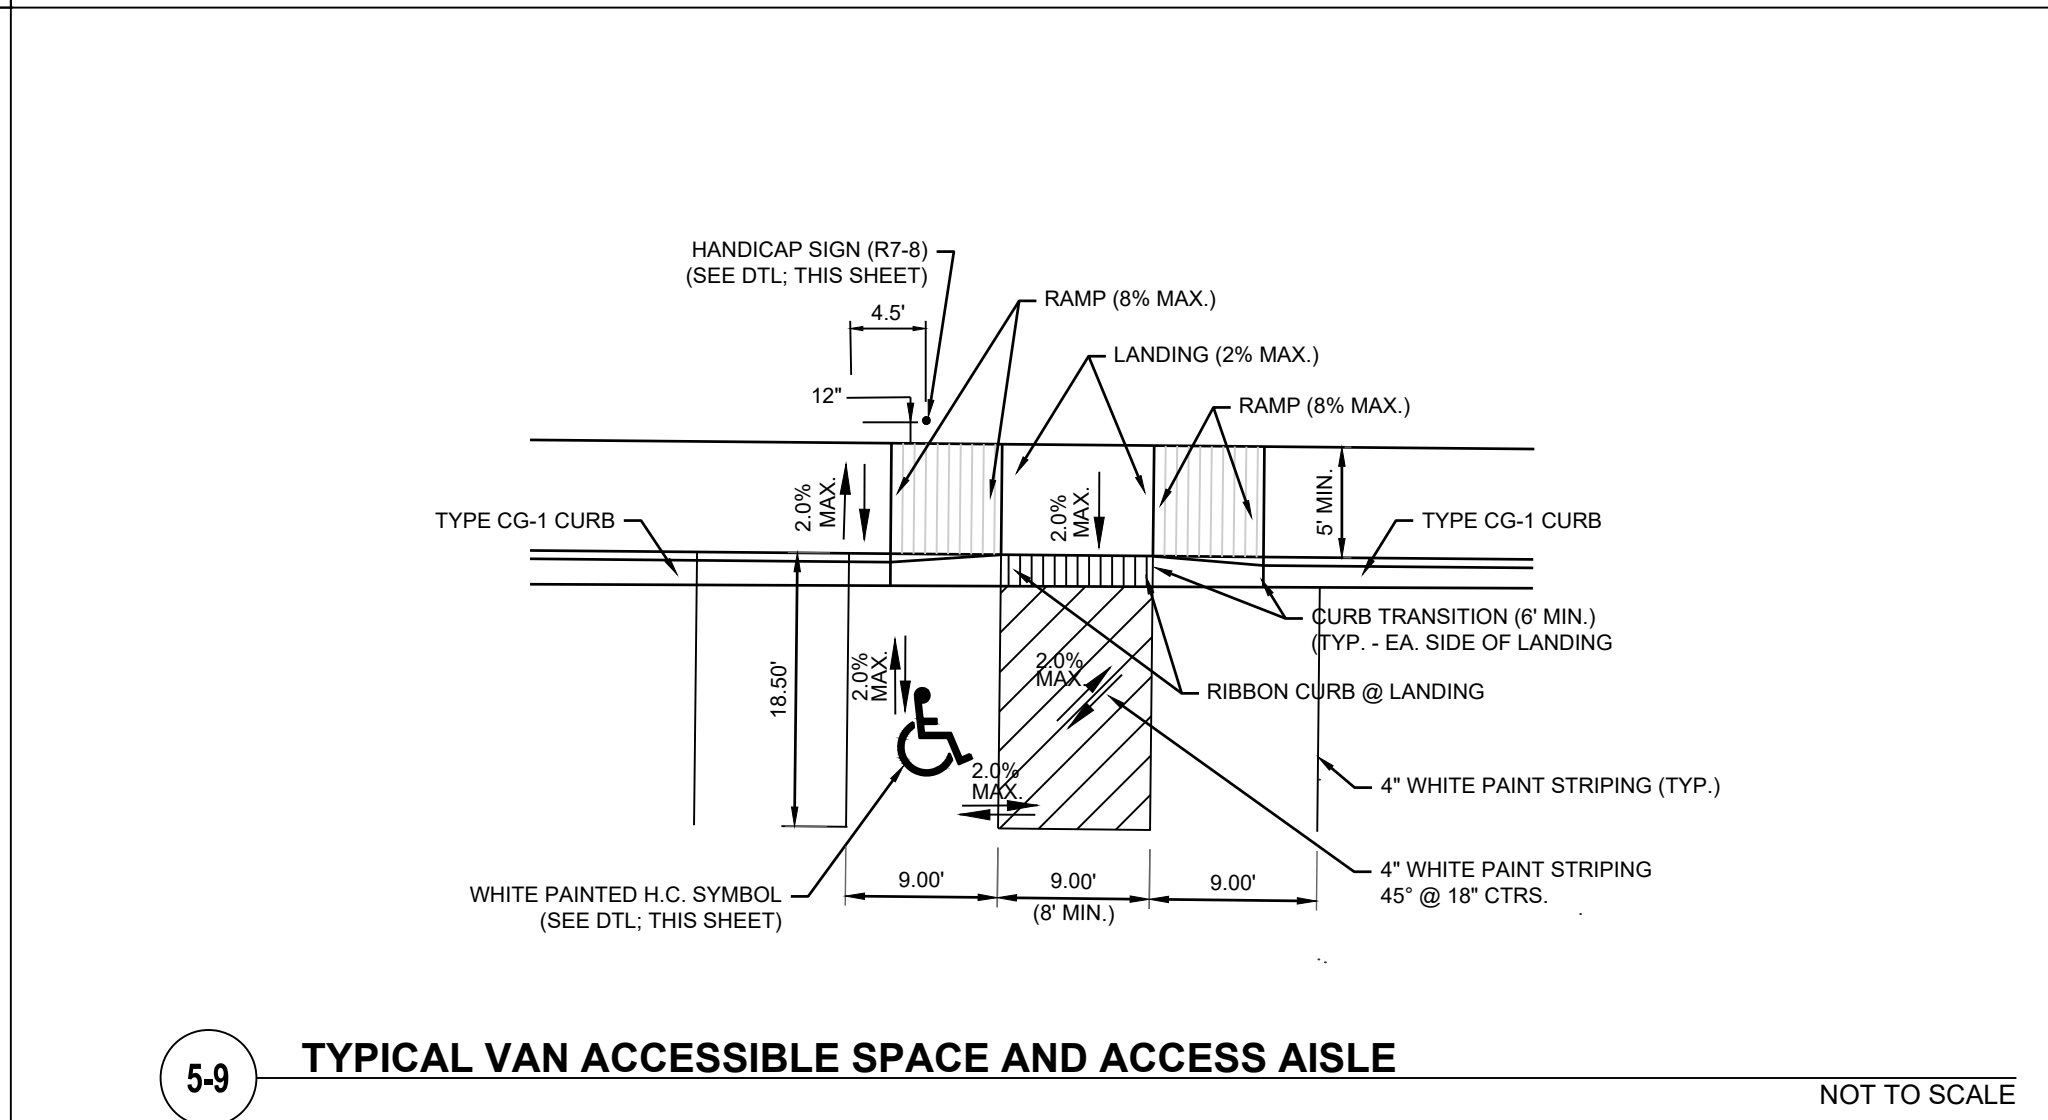 HANDICAP SIGN (R7-8)
(SEE DTL; THIS SHEET)
RAMP (8% MAX.)
4.5'
LANDING (2% MAX.)
12"
RAMP (8% MAX.)
2.0%
MAX.
2.0%
MAX.
5' MIN.
TYPE CG-1 CURB
TYPE CG-1 CURB
CURB TRANSITION (6' MIN.)
(TYP. - EA. SIDE OF LANDING
18.50'
2.0%
MAX.
2.0%
MAX.
RIBBON CURB @ LANDING
2.0%
MAX.
4" WHITE PAINT STRIPING (TYP.)
9.00'
9.00'
9.00'
(8' MIN.)
4" WHITE PAINT STRIPING
45° @ 18" CTRS.
WHITE PAINTED H.C. SYMBOL
(SEE DTL; THIS SHEET)
5-9
TYPICAL VAN ACCESSIBLE SPACE AND ACCESS AISLE
NOT TO SCALE